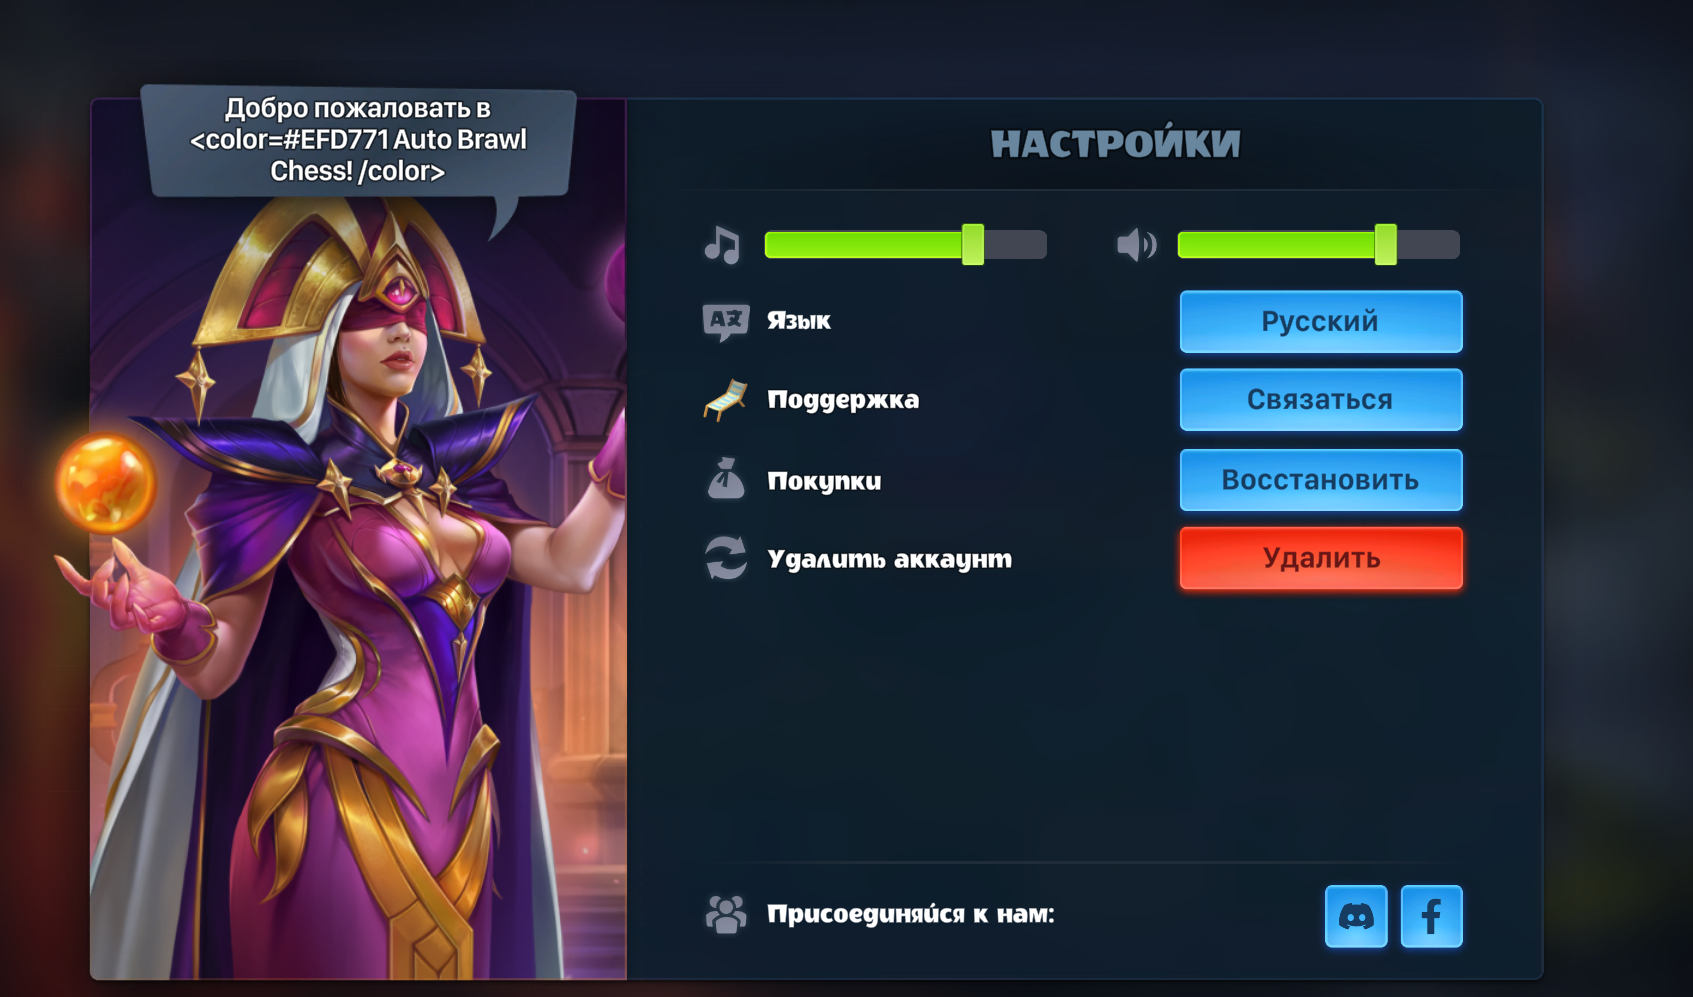 Добро пожаловать в
<color=#EFD771 Auto Brawl
Chess! /color>
НАСТРОЙКИ
Язык
Русский
Поддержка
Связаться
Покупки
Восстановить
Удалить аккаунт
Удалить
Присоединяйся к нам: